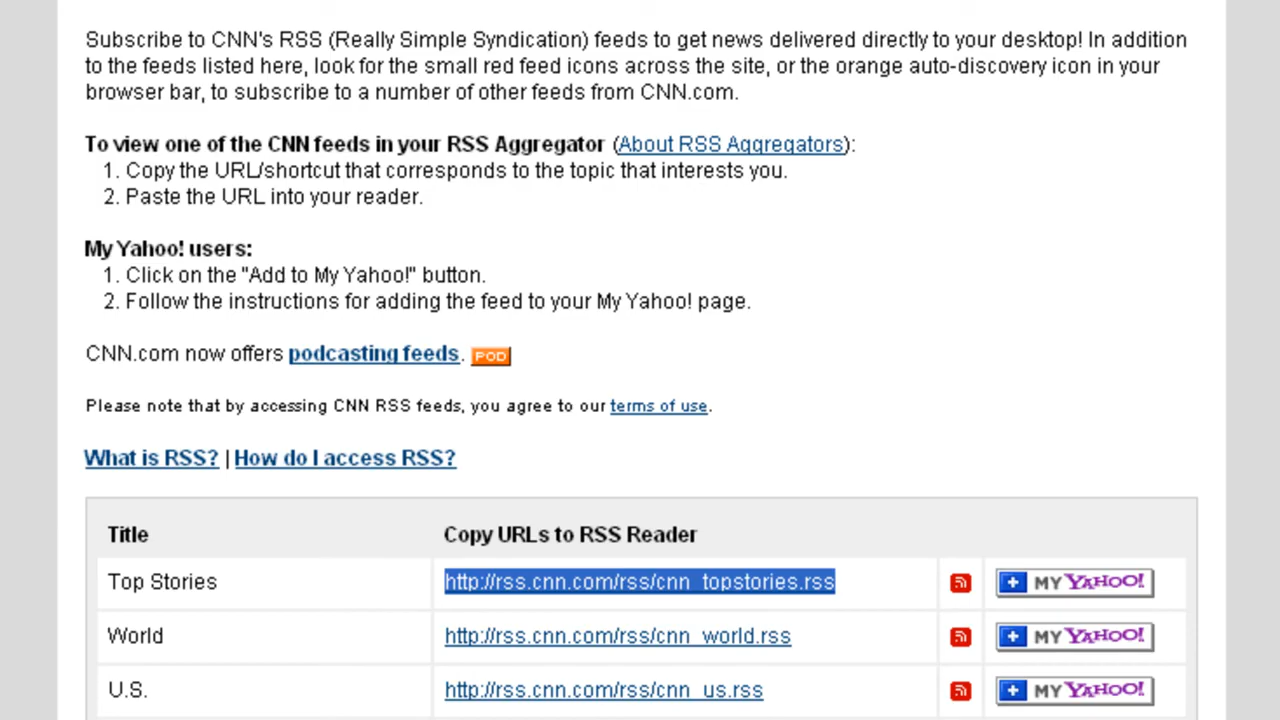 Subscribe to CNN's RSS (Really Simple Syndication) feeds to get news delivered directly to your desktop! In addition
to the feeds listed here, look for the small red feed icons across the site, or the orange auto-discovery icon in your
browser bar, to subscribe to a number of other feeds from CNN.com.
To view one of the CNN feeds in your RSS Aggregator (About RSS Aggregators):
1. Copy the URL/shortcut that corresponds to the topic that interests you.
2. Paste the URL into your reader.
My Yahoo! users:
1. Click on the "Add to My Yahoo!" button.
2. Follow the instructions for adding the feed to your My Yahoo! page.
CNN.com now offers podcasting feeds. POD
Please note that by accessing CNN RSS feeds, you agree to our terms of use.
What is RSS? | How do I access RSS?
Title Copy URLs to RSS Reader
Top Stories http://rss.cnn.com/rss/cnn_topstories.rss MY YAHOO!
World http://rss.cnn.com/rss/cnn_world.rss MY YAHOO!
U.S. http://rss.cnn.com/rss/cnn_us.rss MY YAHOO!